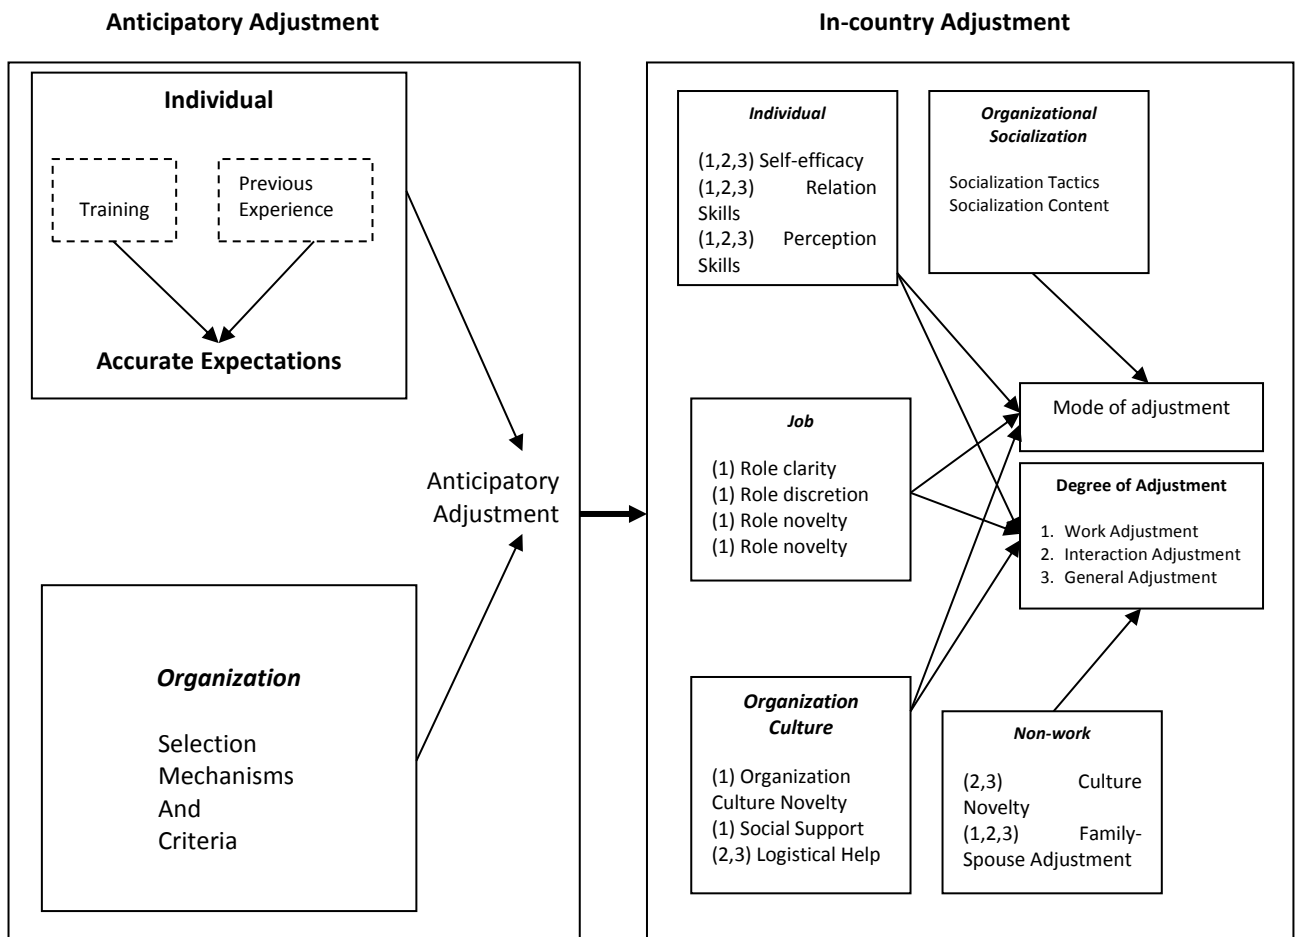 Anticipatory Adjustment
In-country Adjustment
Individual
Training
Previous
Experience
Accurate Expectations
Anticipatory
Adjustment
Organization
Selection
Mechanisms
And
Criteria
Individual
(1,2,3) Self-efficacy
(1,2,3) Relation
Skills
(1,2,3) Perception
Skills
Organizational
Socialization
Socialization Tactics
Socialization Content
Mode of adjustment
Job
(1) Role clarity
(1) Role discretion
(1) Role novelty
(1) Role novelty
Degree of Adjustment
1. Work Adjustment
2. Interaction Adjustment
3. General Adjustment
Organization
Culture
(1) Organization
Culture Novelty
(1) Social Support
(2,3) Logistical Help
Non-work
(2,3) Culture
Novelty
(1,2,3) Family-
Spouse Adjustment